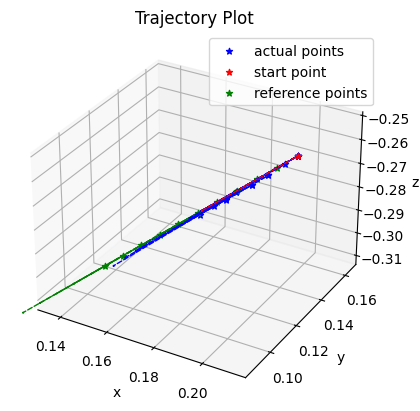 Trajectory Plot
actual points
start point
reference points
−0.25
−0.26
−0.27
−0.28
−0.29
−0.30
−0.31
z
0.14
0.16
0.18
0.20
x
0.10
0.12
0.14
0.16
y